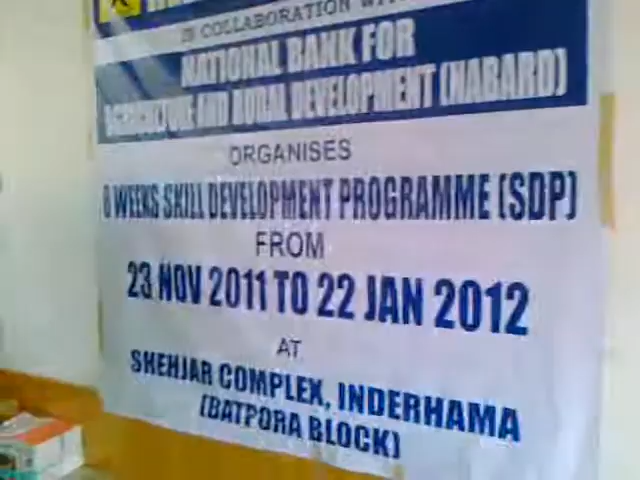 IN COLLABORATION WITH
NATIONAL BANK FOR
AGRICULTURE AND RURAL DEVELOPMENT (NABARD)
ORGANISES
8 WEEKS SKILL DEVELOPMENT PROGRAMME (SDP)
FROM
23 NOV 2011 TO 22 JAN 2012
AT
SHEHJAR COMPLEX, INDERHAMA
(BATPORA BLOCK)